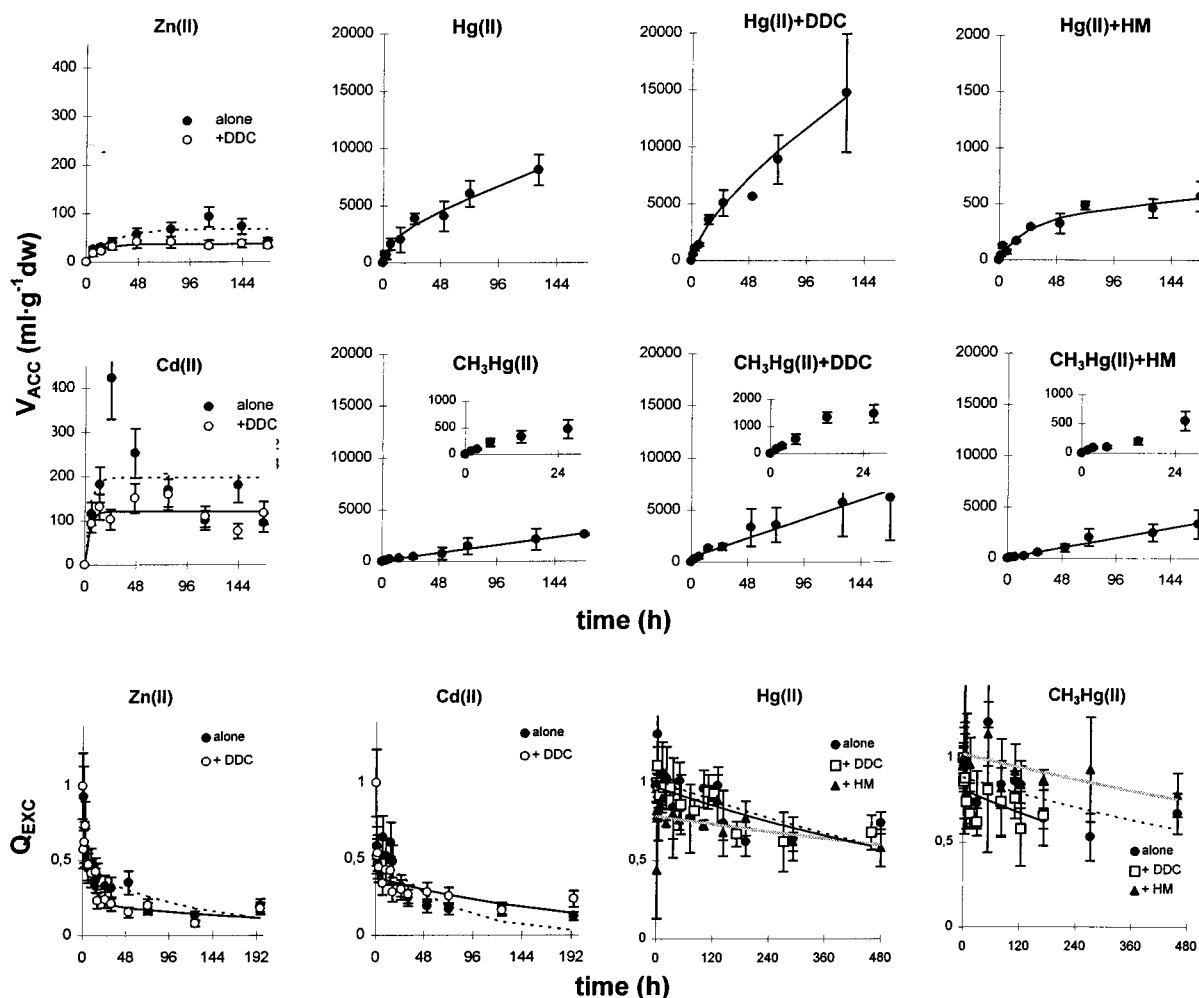 Zn(II)
400
300
200
100
0
0 48 96 144
alone
+DDC
Hg(II)
20000
15000
10000
5000
0
0 48 96 144
Hg(II)+DDC
20000
15000
10000
5000
0
0 48 96 144
Hg(II)+HM
2000
1500
1000
500
0
0 48 96 144
V_ACC (ml·g⁻¹dw)
Cd(II)
400
300
200
100
0
0 48 96 144
alone
+DDC
CH₃Hg(II)
20000
15000
10000
5000
0
0 48 96 144
1000
500
0
0 24
CH₃Hg(II)+DDC
20000
15000
10000
5000
0
0 48 96 144
2000
1000
0
0 24
CH₃Hg(II)+HM
20000
15000
10000
5000
0
0 48 96 144
1000
500
0
0 24
time (h)
Q_EXC
Zn(II)
1
0,5
0
0 48 96 144 192
alone
+ DDC
Cd(II)
1
0,5
0
0 48 96 144 192
alone
+ DDC
Hg(II)
1
0,5
0
0 120 240 360 480
alone
+ DDC
+ HM
CH₃Hg(II)
1
0,5
0
0 120 240 360 480
alone
+ DDC
+ HM
time (h)